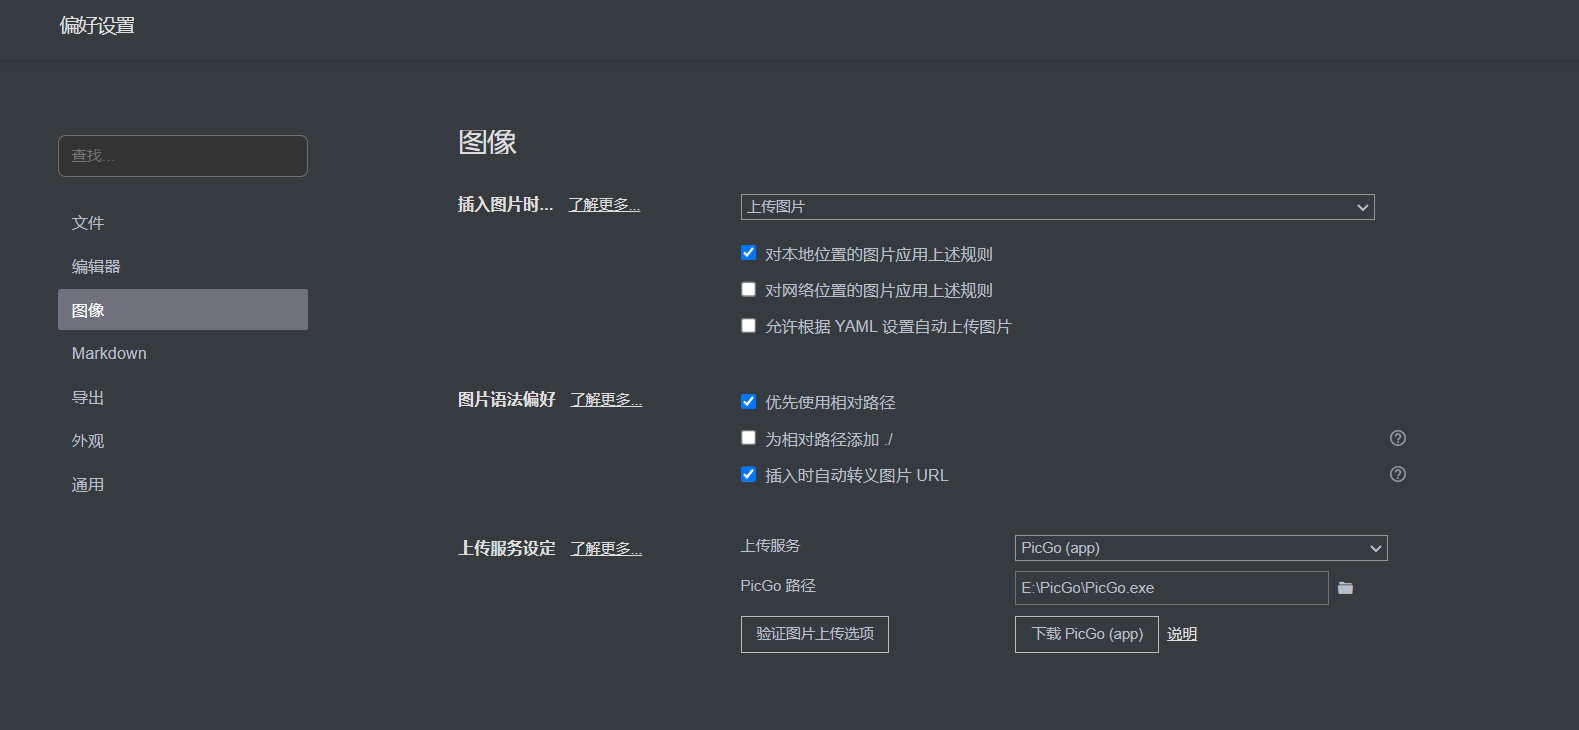 偏好设置
查找...
文件
编辑器
图像
Markdown
导出
外观
通用
图像
插入图片时... 了解更多...
上传图片
对本地位置的图片应用上述规则
对网络位置的图片应用上述规则
允许根据 YAML 设置自动上传图片
图片语法偏好 了解更多...
优先使用相对路径
为相对路径添加 ./
插入时自动转义图片 URL
上传服务设定 了解更多...
上传服务 PicGo (app)
PicGo 路径 E:\PicGo\PicGo.exe
验证图片上传选项 下载 PicGo (app) 说明